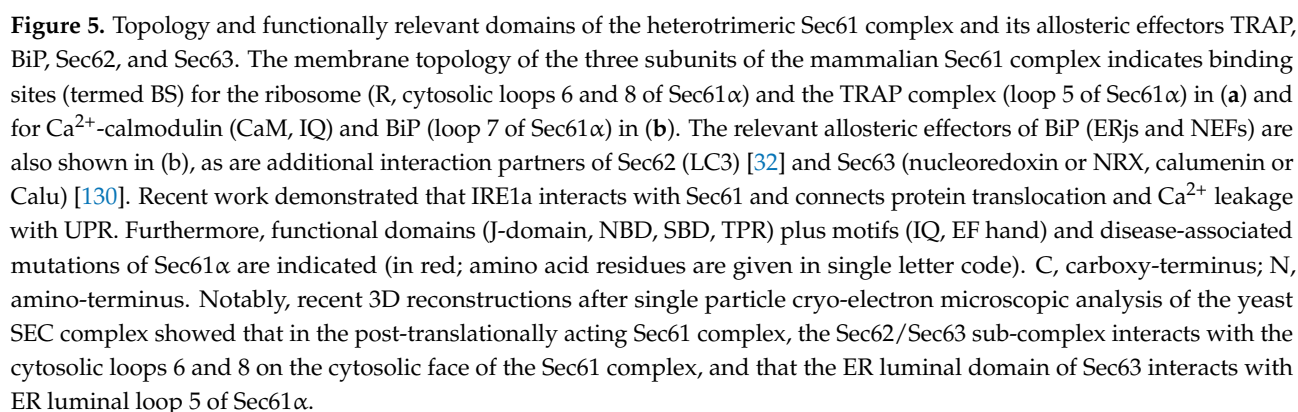 Figure 5. Topology and functionally relevant domains of the heterotrimeric Sec61 complex and its allosteric effectors TRAP,
BiP, Sec62, and Sec63. The membrane topology of the three subunits of the mammalian Sec61 complex indicates binding
sites (termed BS) for the ribosome (R, cytosolic loops 6 and 8 of Sec61α) and the TRAP complex (loop 5 of Sec61α) in (a) and
for Ca²⁺-calmodulin (CaM, IQ) and BiP (loop 7 of Sec61α) in (b). The relevant allosteric effectors of BiP (ERjs and NEFs) are
also shown in (b), as are additional interaction partners of Sec62 (LC3) [32] and Sec63 (nucleoredoxin or NRX, calumenin or
Calu) [130]. Recent work demonstrated that IRE1a interacts with Sec61 and connects protein translocation and Ca²⁺ leakage
with UPR. Furthermore, functional domains (J-domain, NBD, SBD, TPR) plus motifs (IQ, EF hand) and disease-associated
mutations of Sec61α are indicated (in red; amino acid residues are given in single letter code). C, carboxy-terminus; N,
amino-terminus. Notably, recent 3D reconstructions after single particle cryo-electron microscopic analysis of the yeast
SEC complex showed that in the post-translationally acting Sec61 complex, the Sec62/Sec63 sub-complex interacts with the
cytosolic loops 6 and 8 on the cytosolic face of the Sec61 complex, and that the ER luminal domain of Sec63 interacts with
ER luminal loop 5 of Sec61α.